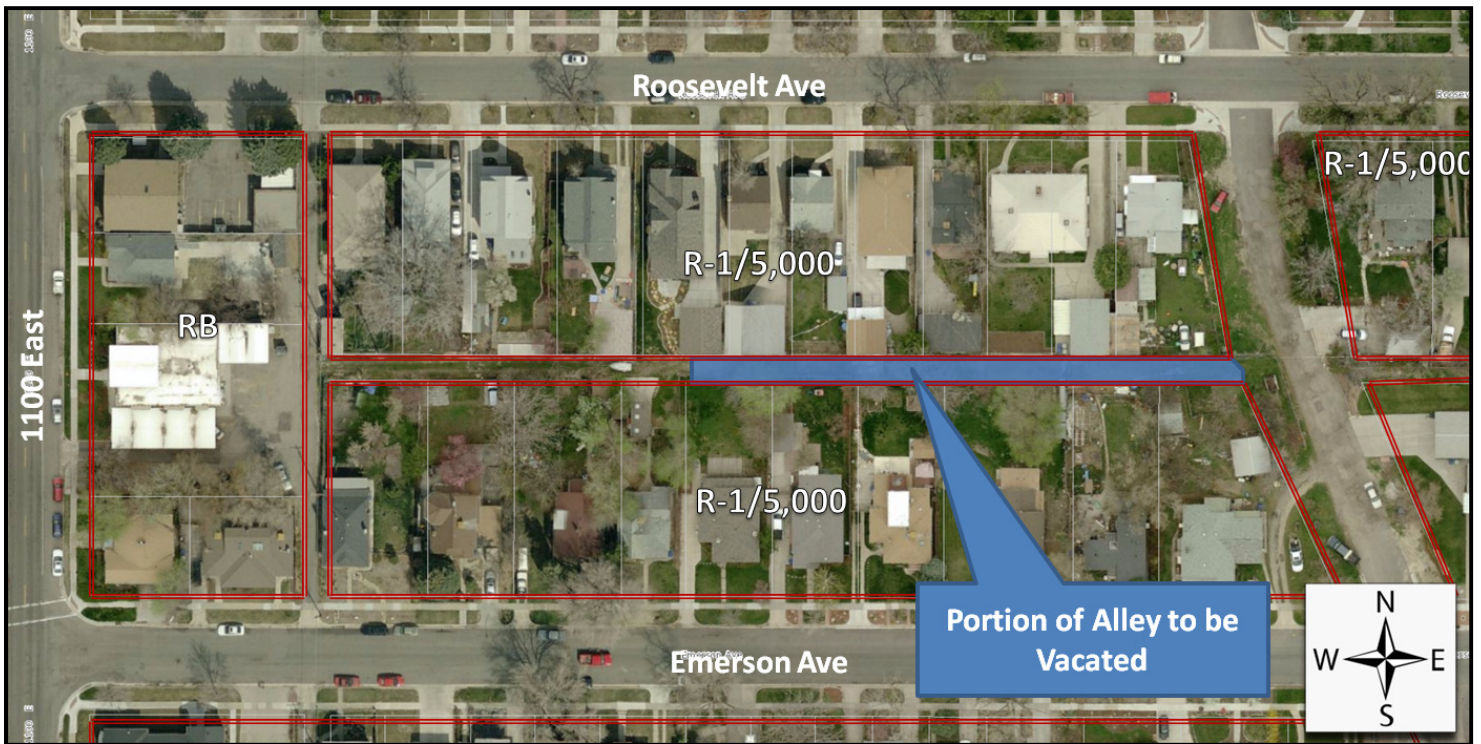 1100 E
Roosevelt Ave
R-1/5,000
R-1/5,000
RB
1100 East
R-1/5,000
Portion of Alley to be
Vacated
Emerson Ave
N
W
E
S